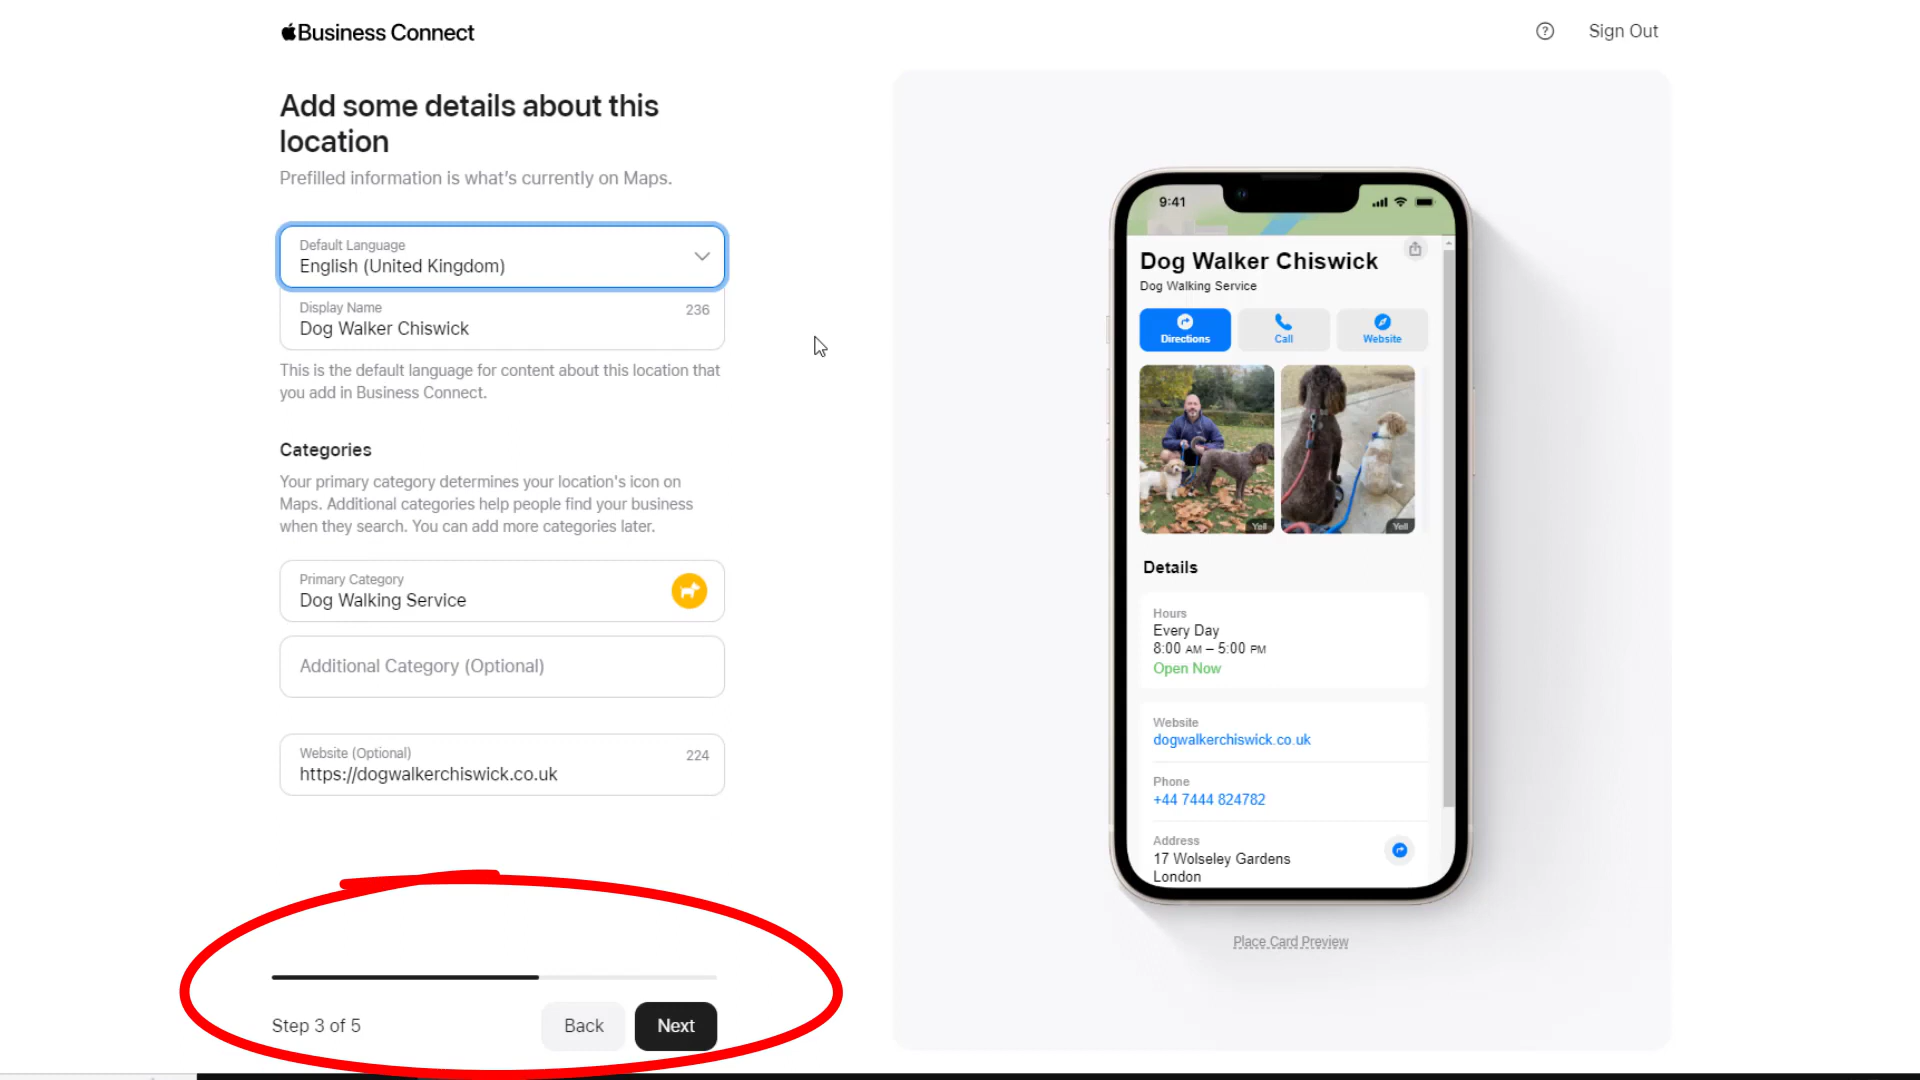 Business Connect
Sign Out
Add some details about this
location
Prefilled information is what's currently on Maps.
Default Language
English (United Kingdom)
Display Name
236
Dog Walker Chiswick
This is the default language for content about this location that
you add in Business Connect.
Categories
Your primary category determines your location's icon on
Maps. Additional categories help people find your business
when they search. You can add more categories later.
Primary Category
Dog Walking Service
Additional Category (Optional)
Website (Optional)
224
https://dogwalkerchiswick.co.uk
Step 3 of 5
Back
Next
9:41
Dog Walker Chiswick
Dog Walking Service
Directions
Call
Website
Yell
Yell
Details
Hours
Every Day
8:00 AM – 5:00 PM
Open Now
Website
dogwalkerchiswick.co.uk
Phone
+44 7444 824782
Address
17 Wolseley Gardens
London
Place Card Preview